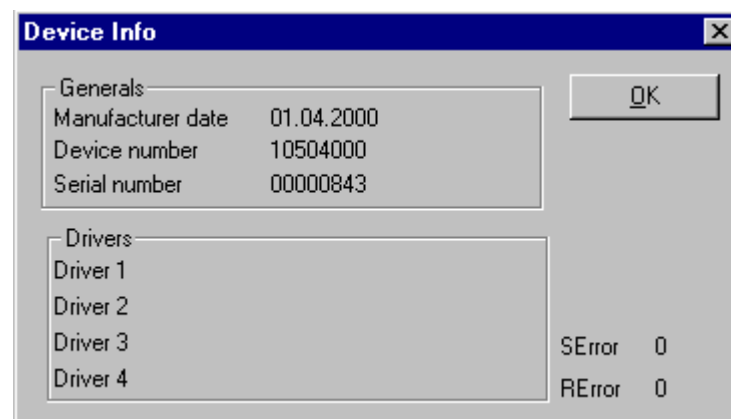 Device Info
Generals
OK
Manufacturer date 01.04.2000
Device number 10504000
Serial number 00000843
Drivers
Driver 1
Driver 2
Driver 3
SError 0
Driver 4
RError 0